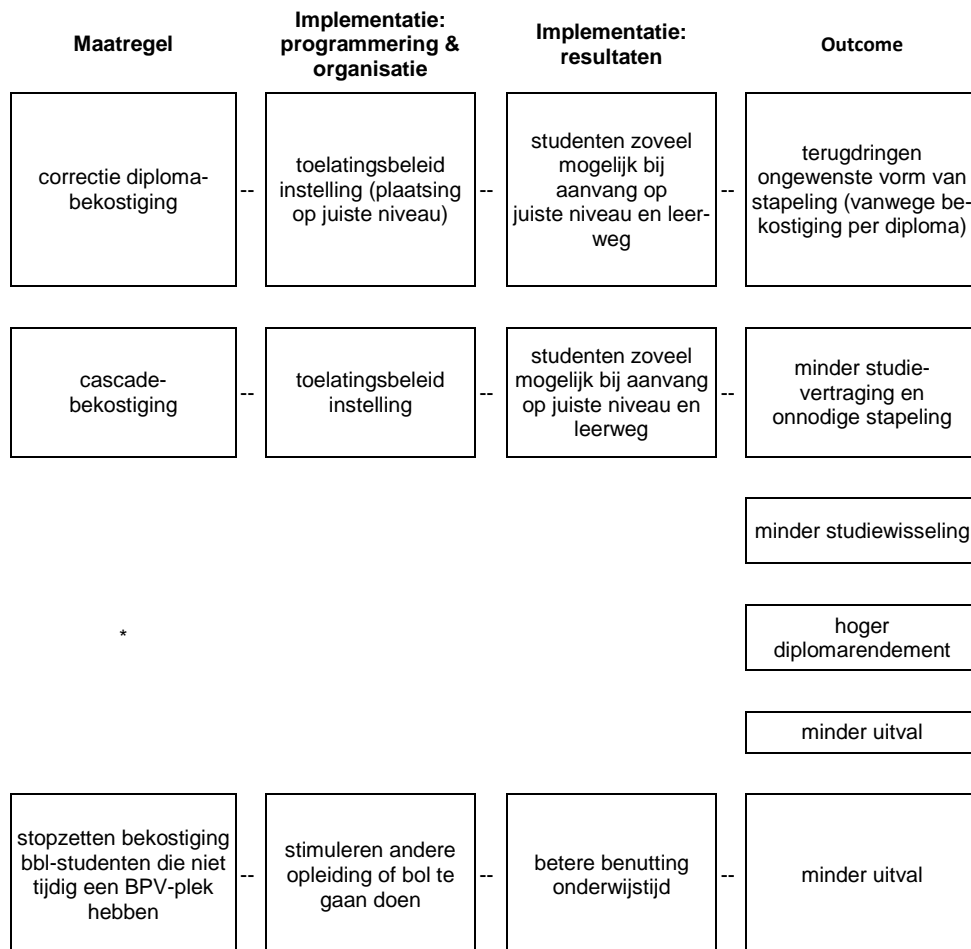 Maatregel
Implementatie:
programmering &
organisatie
Implementatie:
resultaten
Outcome
correctie diploma-
bekostiging
--
toelatingsbeleid
instelling (plaatsing
op juiste niveau)
--
studenten zoveel
mogelijk bij
aanvang op
juiste niveau en leer-
weg
--
terugdringen
ongewenste vorm van
stapeling (vanwege be-
kostiging per diploma)
cascade-
bekostiging
--
toelatingsbeleid
instelling
--
studenten zoveel
mogelijk bij aanvang
op juiste niveau en
leerweg
--
minder studie-
vertraging en
onnodige stapeling
minder studiewisseling
*
hoger
diplomarendement
minder uitval
stopzetten bekostiging
bbl-studenten die niet
tijdig een BPV-plek
hebben
--
stimuleren andere
opleiding of bol te
gaan doen
--
betere benutting
onderwijstijd
--
minder uitval